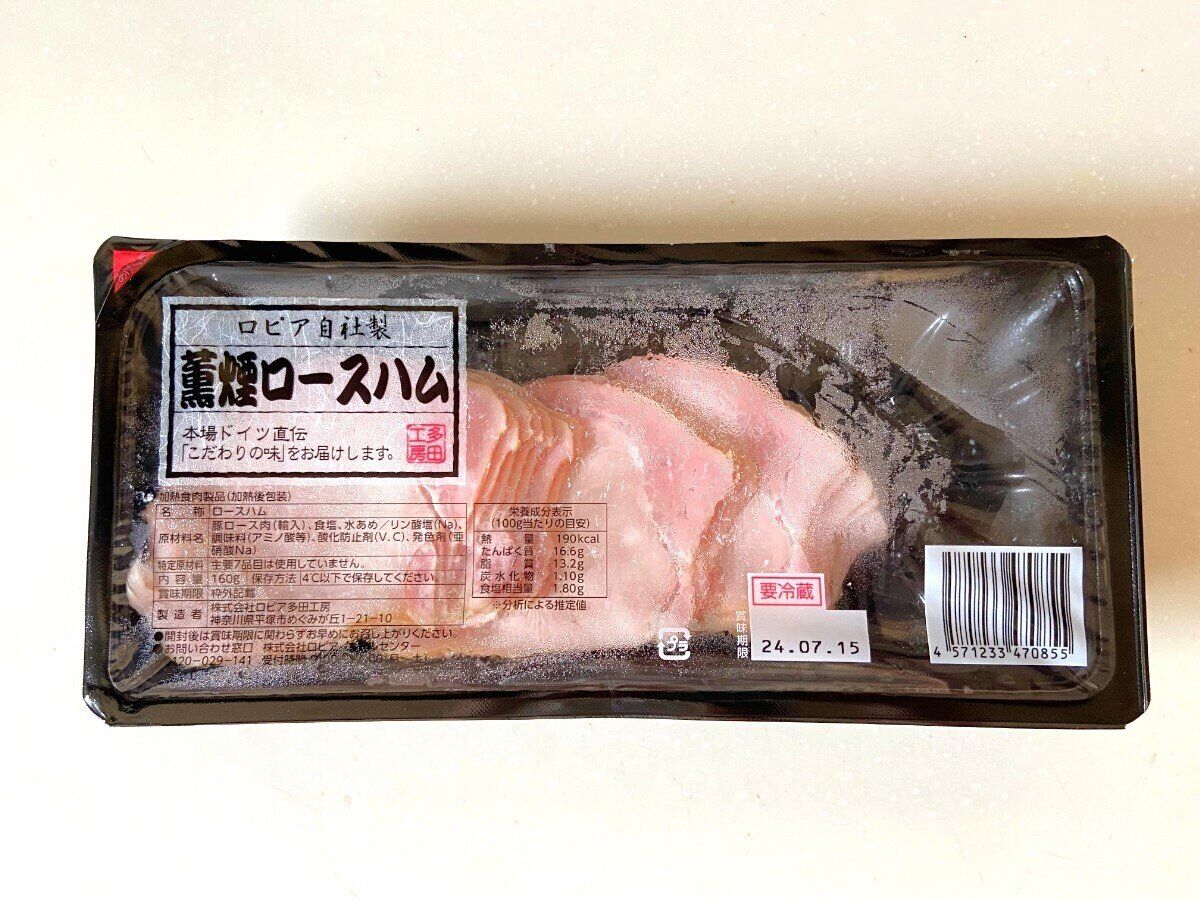 ロピア自社製
薫煙ロースハム
本場ドイツ直伝
「こだわりの味」をお届けします。
多田
工房
加熱食肉製品(加熱後包装)
名 称 ロースハム
原材料名 豚ロース肉(輸入)、食塩、水あめ/リン酸塩(Na)、
調味料(アミノ酸等)、酸化防止剤(V.C)、発色剤(亜
硝酸Na)
特定原材料 主要7品目は使用していません。
内容量 160g 保存方法 4℃以下で保存してください。
賞味期限 枠外記載
製造者 株式会社ロピア多田工房
神奈川県平塚市めぐみが丘1-21-10
●開封後は賞味期限に関わらずお早めにお召し上がりください。
●お問い合わせ窓口 株式会社ロピア
センター
120-029-141 受付時間
栄養成分表示
(100g当たりの目安)
熱量 190kcal
たんぱく質 16.6g
脂質 13.2g
炭水化物 1.10g
食塩相当量 1.80g
※分析による推定値
プラ
要冷蔵
賞味期限
24.07.15
4 571233 470855